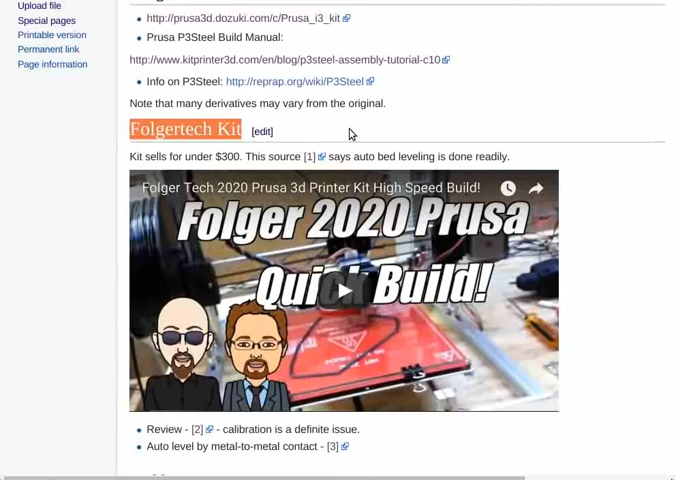 Upload file
Special pages
Printable version
Permanent link
Page information
http://prusa3d.dozuki.com/c/Prusa_i3_kit
Prusa P3Steel Build Manual:
http://www.kitprinter3d.com/en/blog/p3steel-assembly-tutorial-c10
Info on P3Steel: http://reprap.org/wiki/P3Steel
Note that many derivatives may vary from the original.
Folgertech Kit [edit]
Kit sells for under $300. This source [1] says auto bed leveling is done readily.
Folger Tech 2020 Prusa 3d Printer Kit High Speed Build!
Folger 2020 Prusa
Quick Build!
Review - [2] - calibration is a definite issue.
Auto level by metal-to-metal contact - [3]